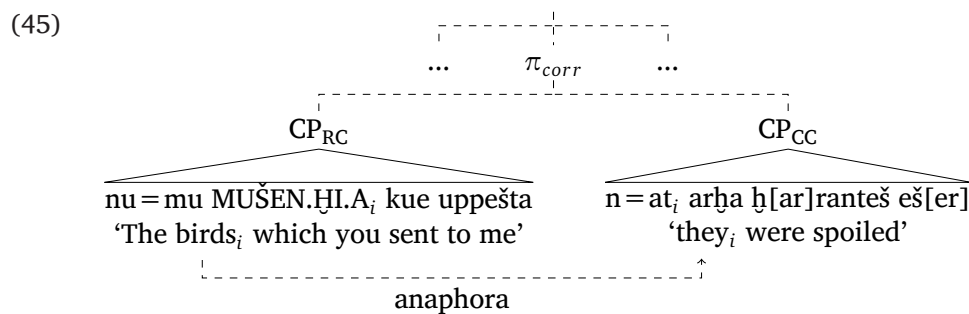 (45)
... π_corr ...
CP_RC CP_CC
nu=mu MUŠEN.ḪI.A_i kue uppešta n=at_i arḫa ḫ[ar]ranteš eš[er]
‘The birds_i which you sent to me’ ‘they_i were spoiled’
anaphora